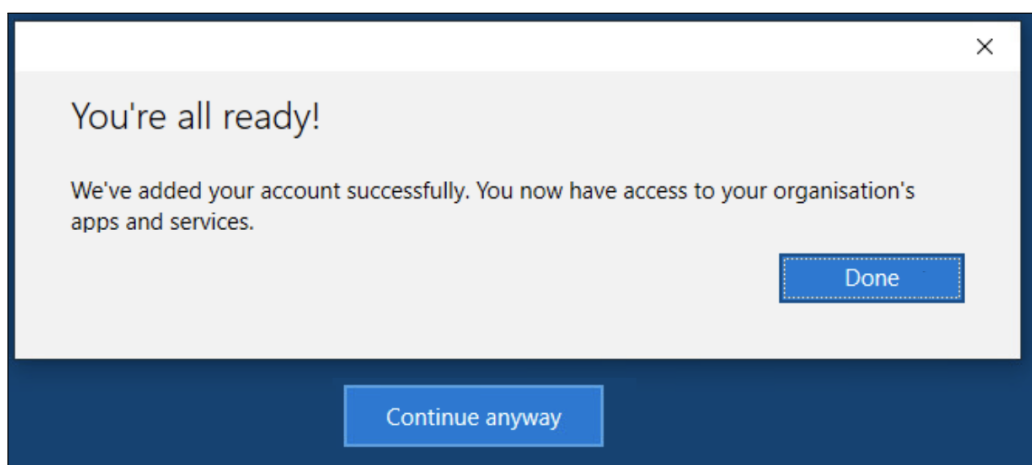 You're all ready!
We've added your account successfully. You now have access to your organisation's
apps and services.
Done
Continue anyway